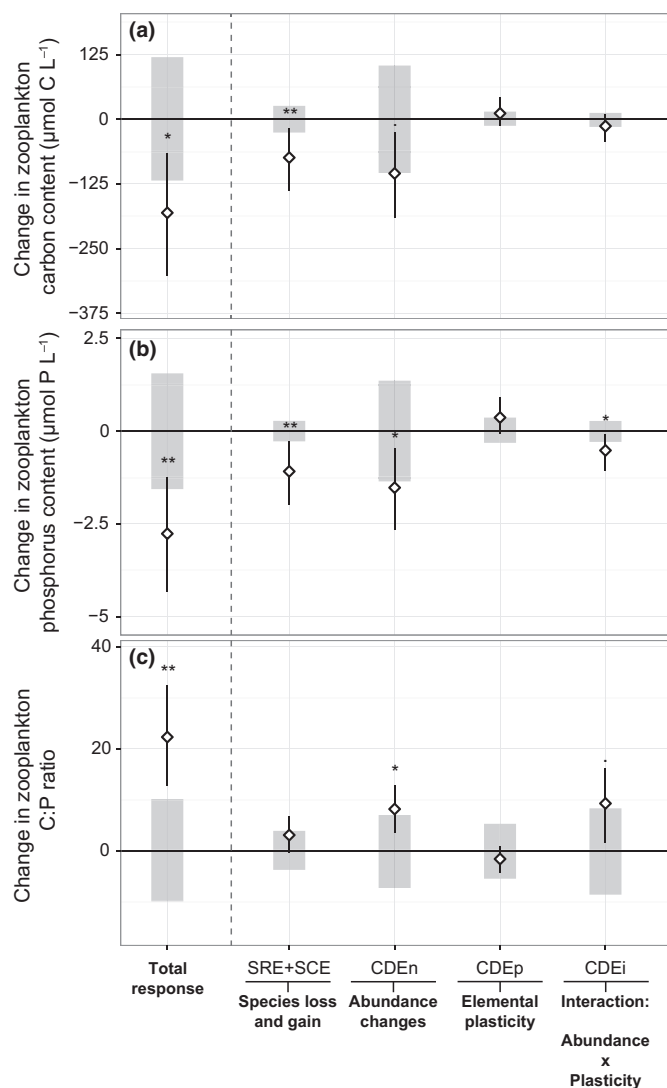 (a)
Change in zooplankton
carbon content (µmol C L⁻¹)
125
0
−125
−250
−375
*
**
.
(b)
Change in zooplankton
phosphorus content (µmol P L⁻¹)
2.5
0
−2.5
−5
**
**
*
*
(c)
Change in zooplankton
C:P ratio
40
20
0
**
*
.
Total
response
SRE+SCE
Species loss
and gain
CDEn
Abundance
changes
CDEp
Elemental
plasticity
CDEi
Interaction:
Abundance
x
Plasticity